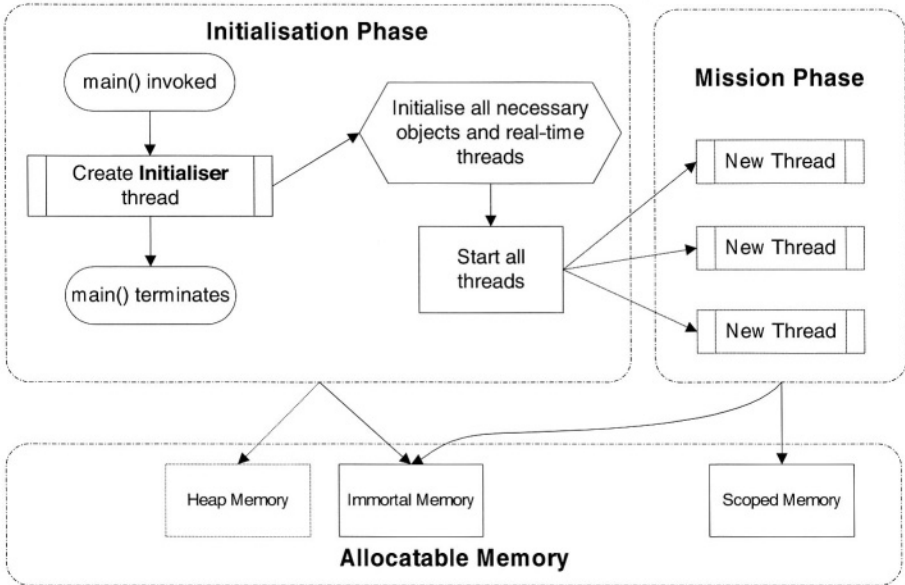 Initialisation Phase
main() invoked
Create Initialiser
thread
main() terminates
Initialise all necessary
objects and real-time
threads
Start all
threads
Mission Phase
New Thread
New Thread
New Thread
Heap Memory
Immortal Memory
Scoped Memory
Allocatable Memory